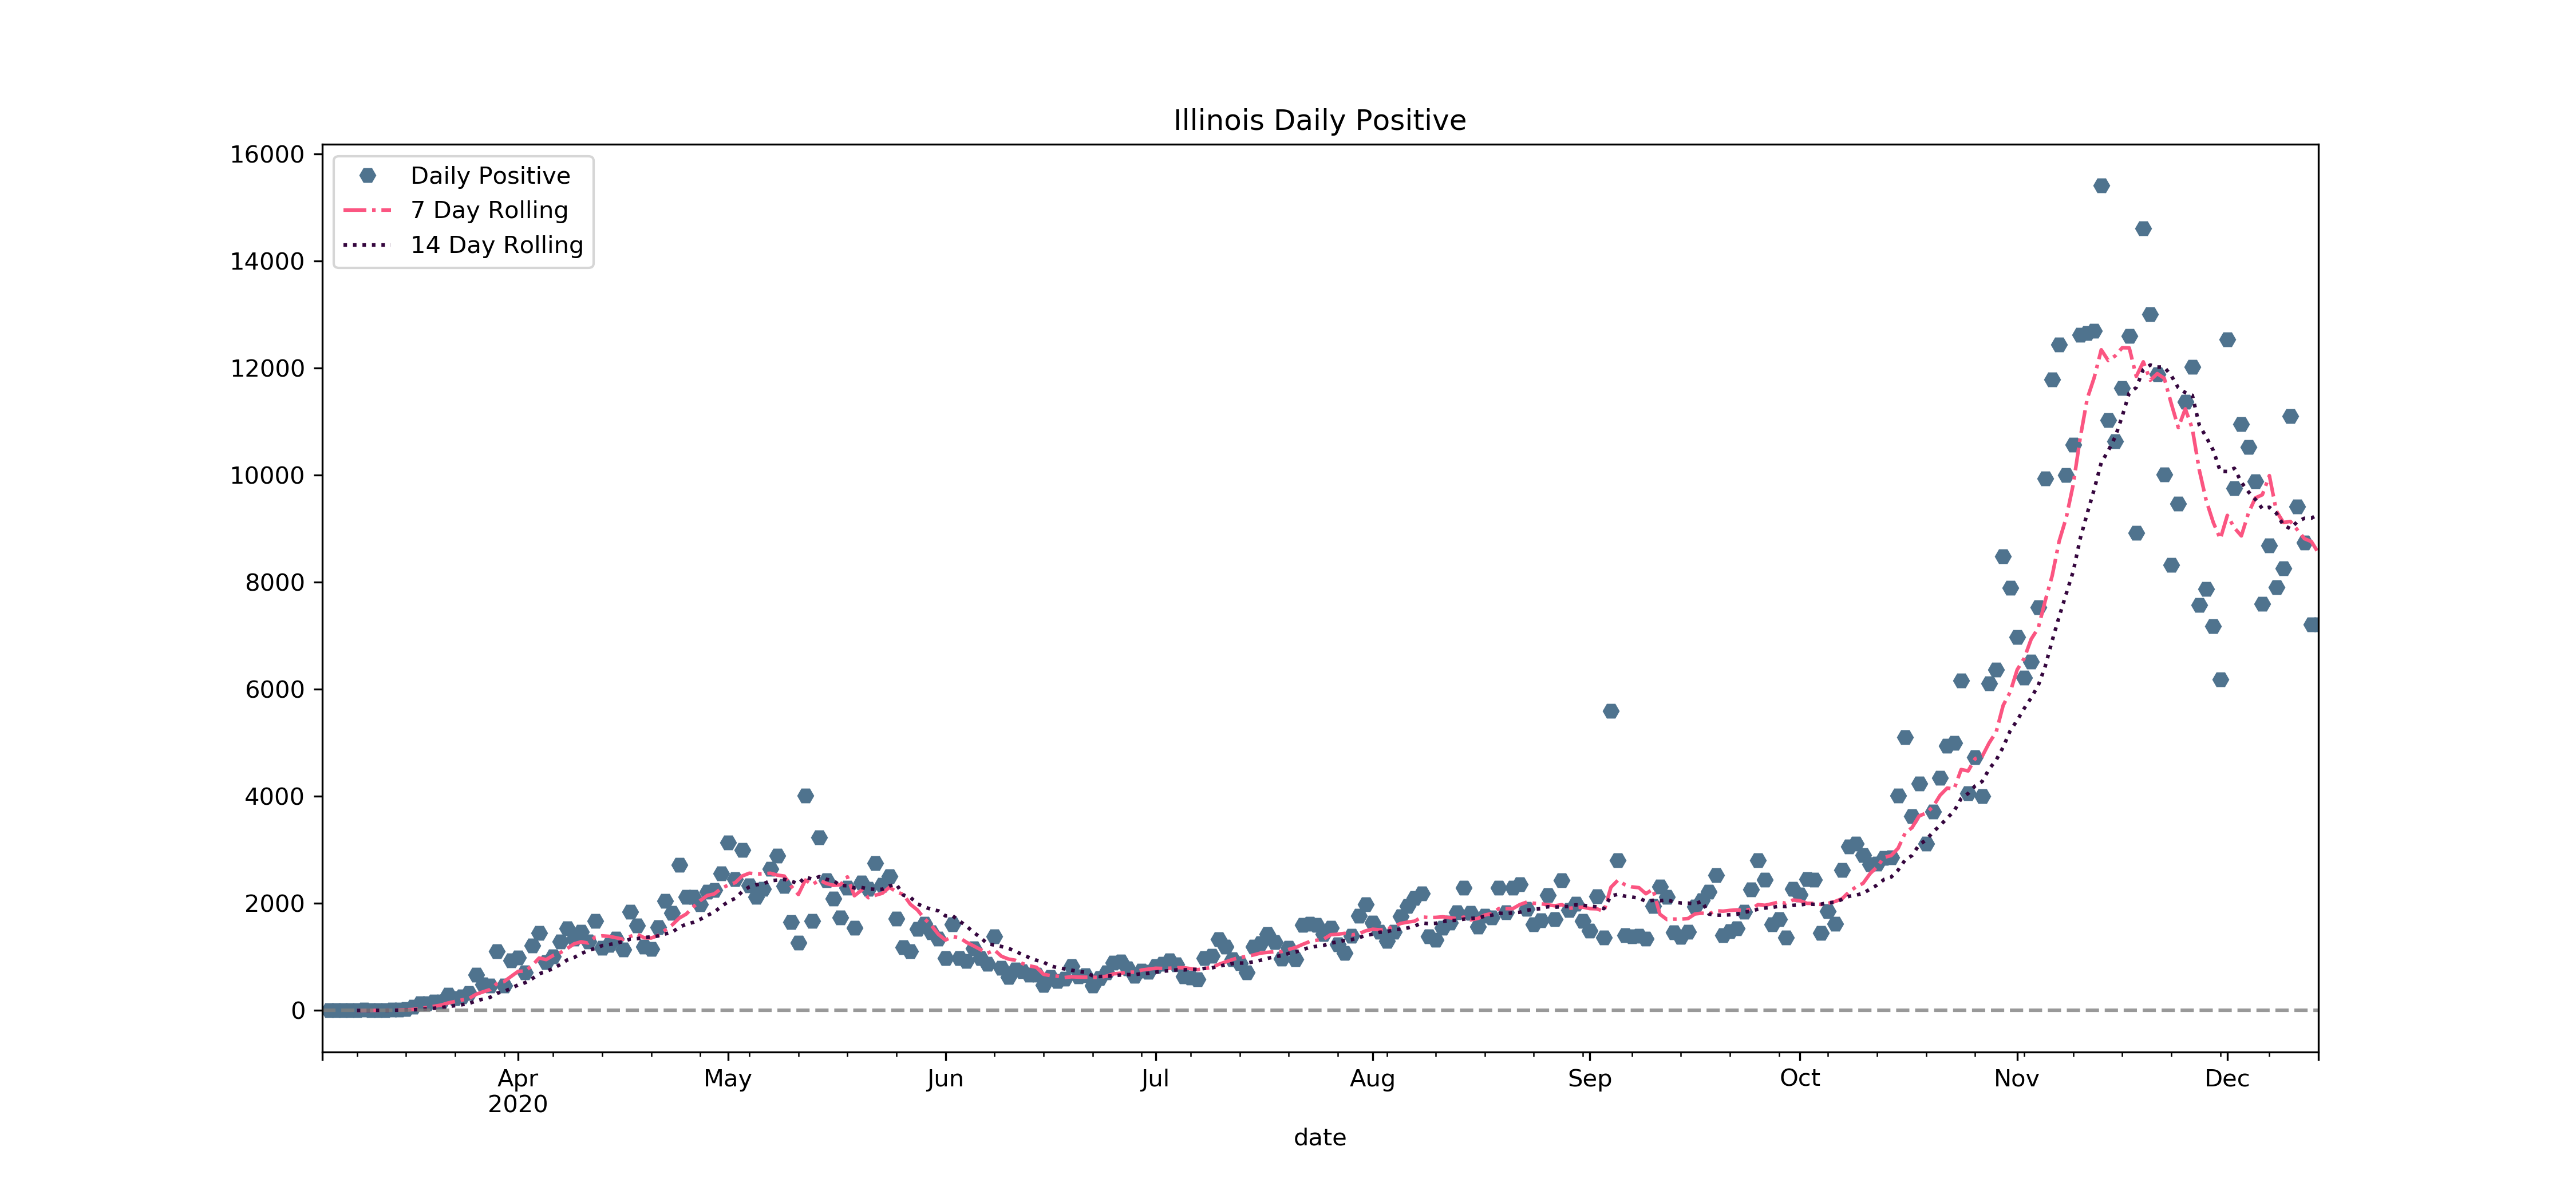 Illinois Daily Positive
16000
14000
12000
10000
8000
6000
4000
2000
0
Daily Positive
7 Day Rolling
14 Day Rolling
Apr May Jun Jul Aug Sep Oct Nov Dec
2020
date